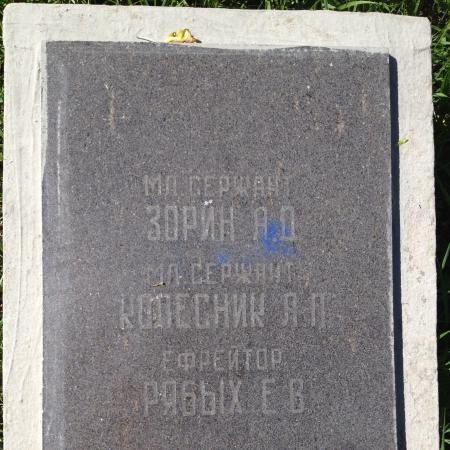 МЛ. СЕРЖАНТ
ЗОРИН А.О
МЛ. СЕРЖАНТ
КОЛЕСНИК А П
ЕФРЕЙТОР
РЯБЫХ Е В